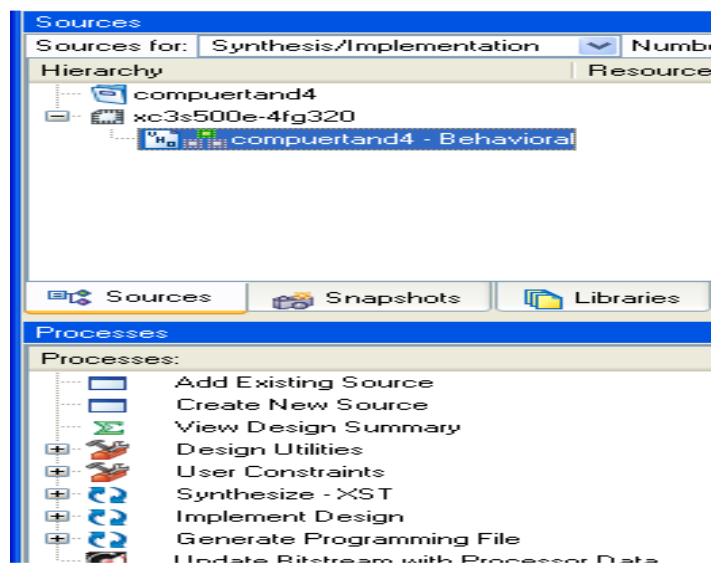 Sources
Sources for: Synthesis/Implementation Numb
Hierarchy Resource
compuertand4
xc3s500e-4fg320
compuertand4 - Behavioral
Sources Snapshots Libraries
Processes
Processes:
Add Existing Source
Create New Source
View Design Summary
Design Utilities
User Constraints
Synthesize - XST
Implement Design
Generate Programming File
Update Bitstream with Processor Data